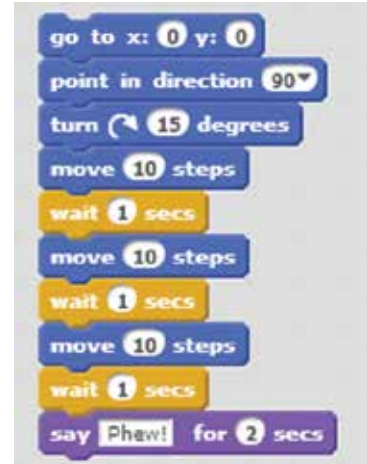 go to x: 0 y: 0
point in direction 90
turn 15 degrees
move 10 steps
wait 1 secs
move 10 steps
wait 1 secs
move 10 steps
wait 1 secs
say Phew! for 2 secs